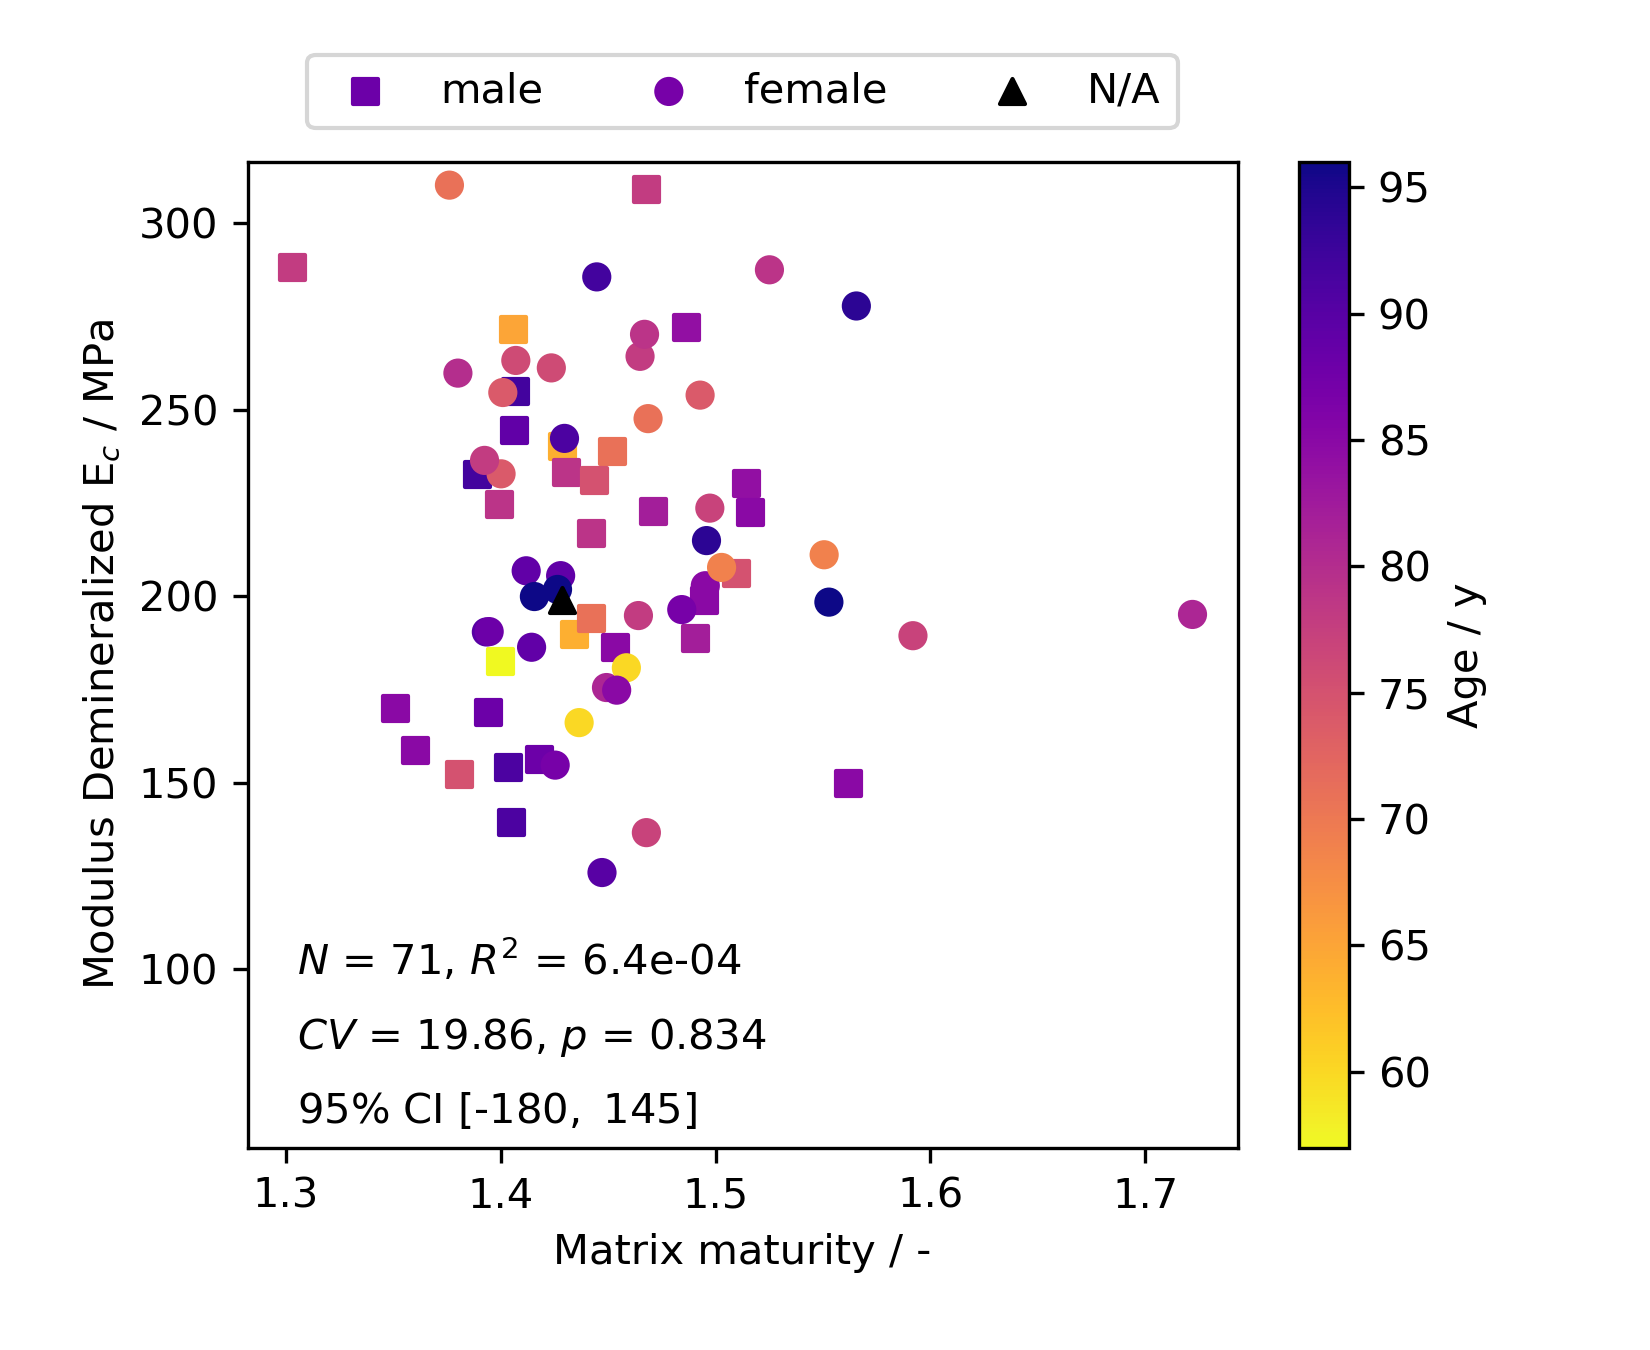 male female N/A
300
250
200
150
100
Modulus Demineralized E_c / MPa
N = 71, R² = 6.4e-04
CV = 19.86, p = 0.834
95% CI [-180, 145]
1.3 1.4 1.5 1.6 1.7
Matrix maturity / -
95
90
85
80
75
70
65
60
Age / y